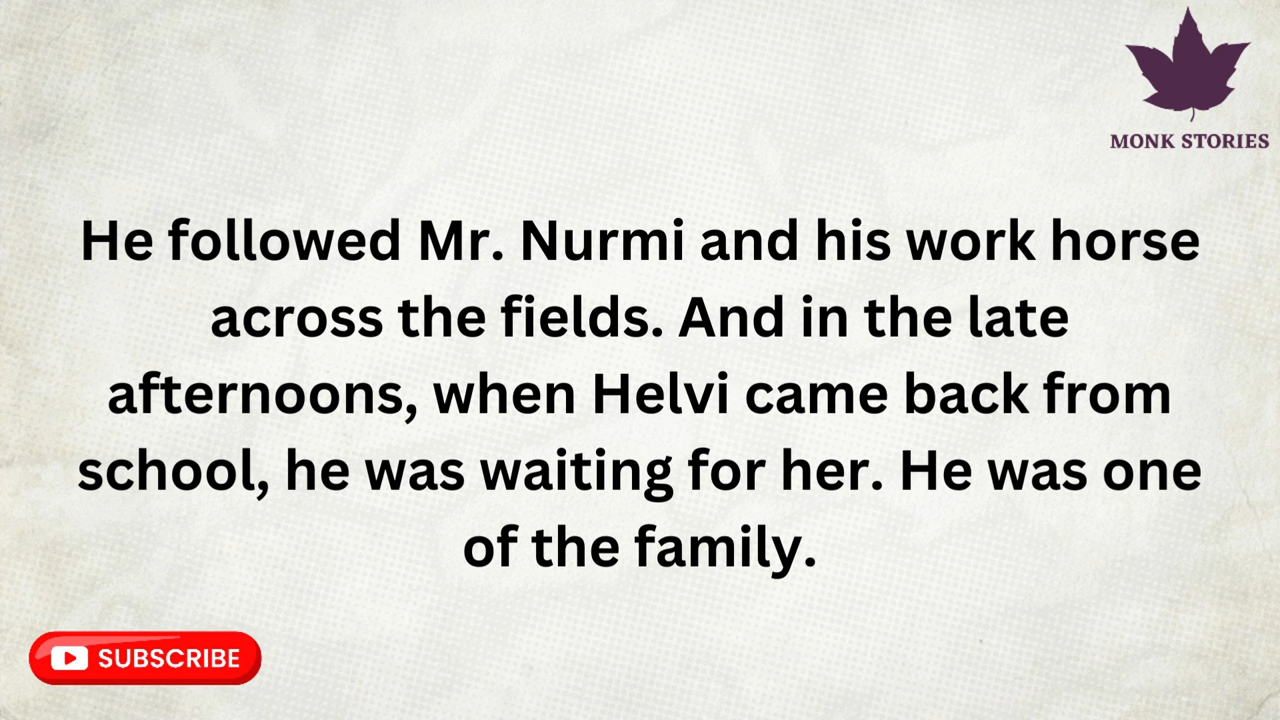 MONK STORIES
He followed Mr. Nurmi and his work horse
across the fields. And in the late
afternoons, when Helvi came back from
school, he was waiting for her. He was one
of the family.
SUBSCRIBE